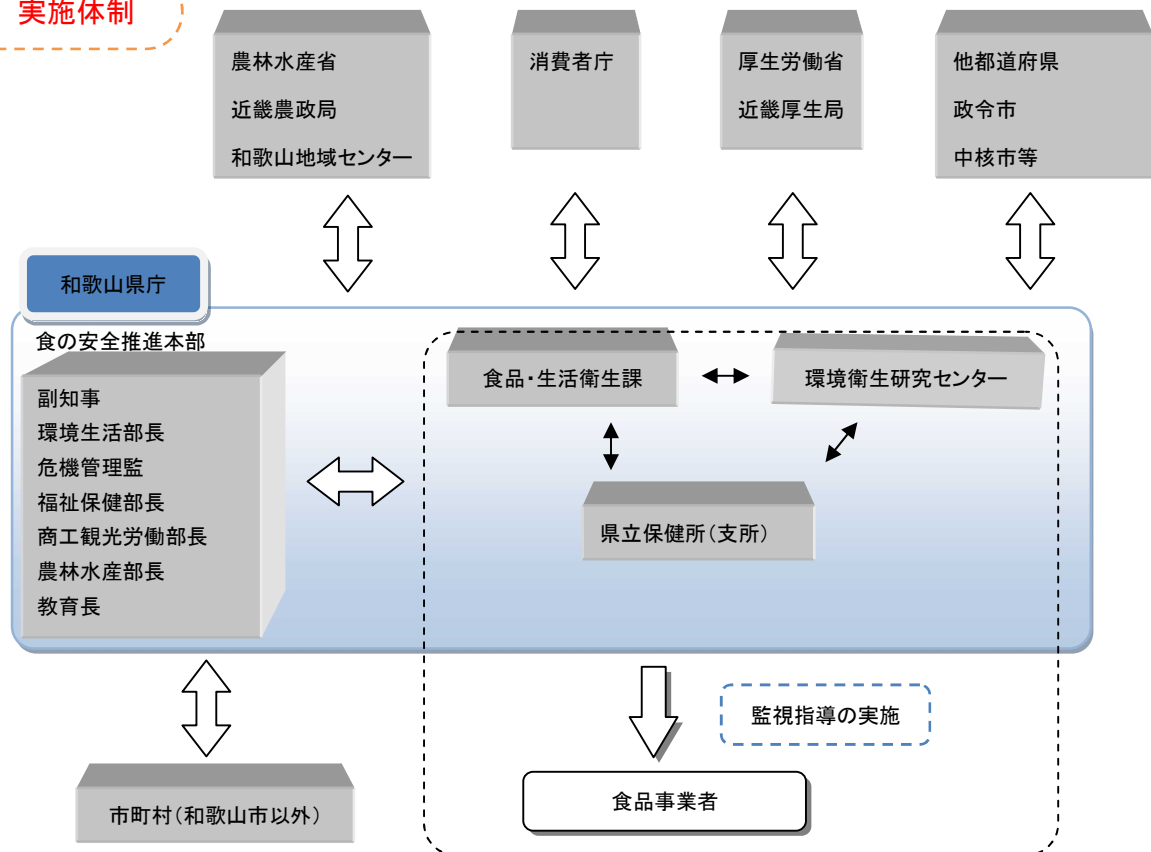 実施体制
農林水産省
近畿農政局
和歌山地域センター
消費者庁
厚生労働省
近畿厚生局
他都道府県
政令市
中核市等
和歌山県庁
食の安全推進本部
副知事
環境生活部長
危機管理監
福祉保健部長
商工観光労働部長
農林水産部長
教育長
食品・生活衛生課
環境衛生研究センター
県立保健所(支所)
監視指導の実施
食品事業者
市町村(和歌山市以外)